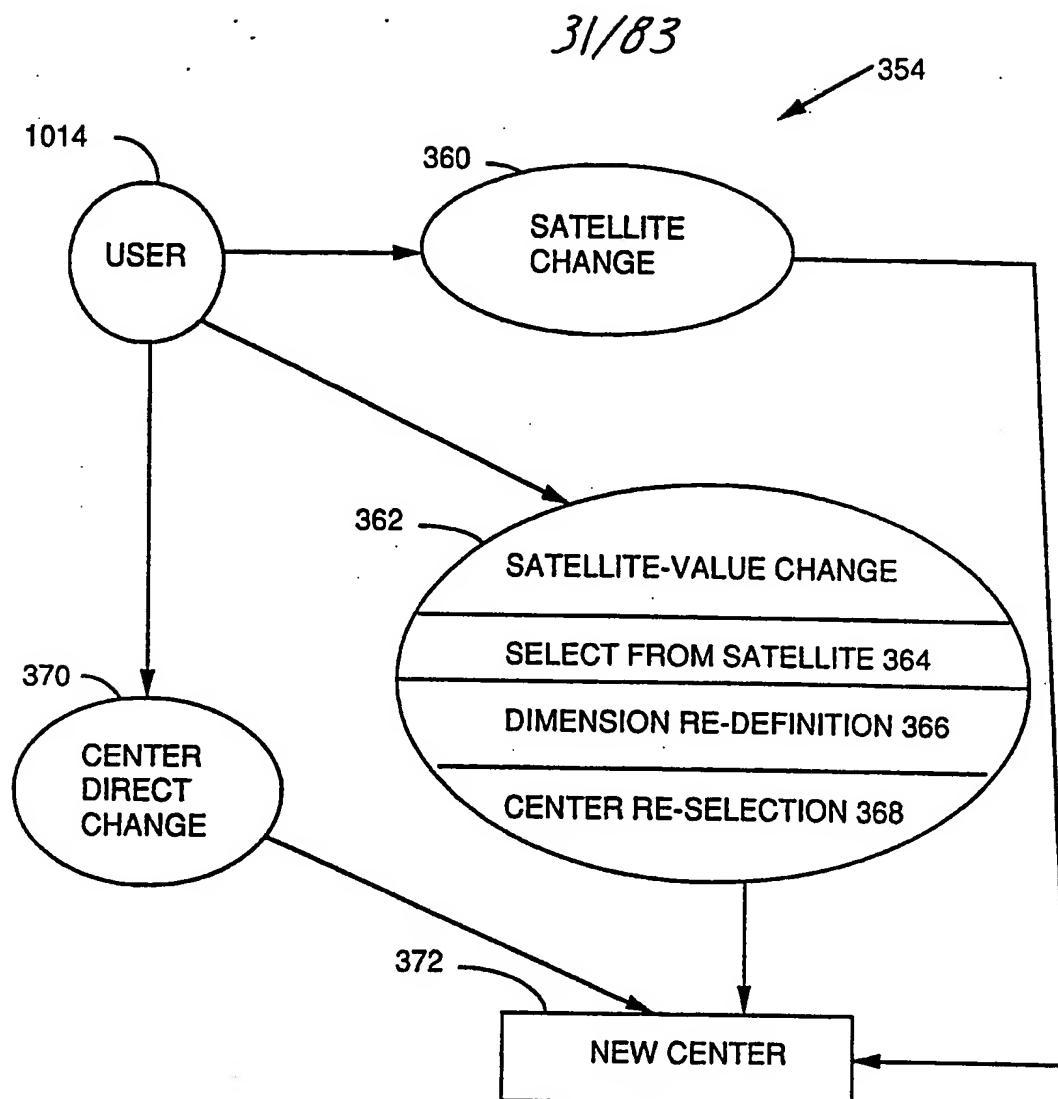 31/83
354
1014
360
USER
SATELLITE
CHANGE
362
SATELLITE-VALUE CHANGE
SELECT FROM SATELLITE 364
370
DIMENSION RE-DEFINITION 366
CENTER
DIRECT
CHANGE
CENTER RE-SELECTION 368
372
NEW CENTER